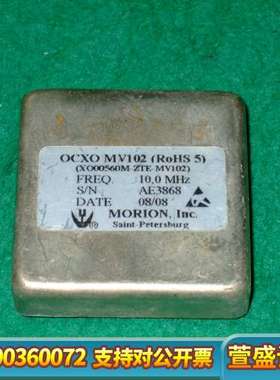 OCXO MV102 (RoHS 5)
(XO00560M-ZTE-MV102)
FREQ. 10,0 MHz
S/N AE3868
DATE 08/08
MORION, Inc.
Saint-Petersburg
00360072 支持对公开票 萱盛